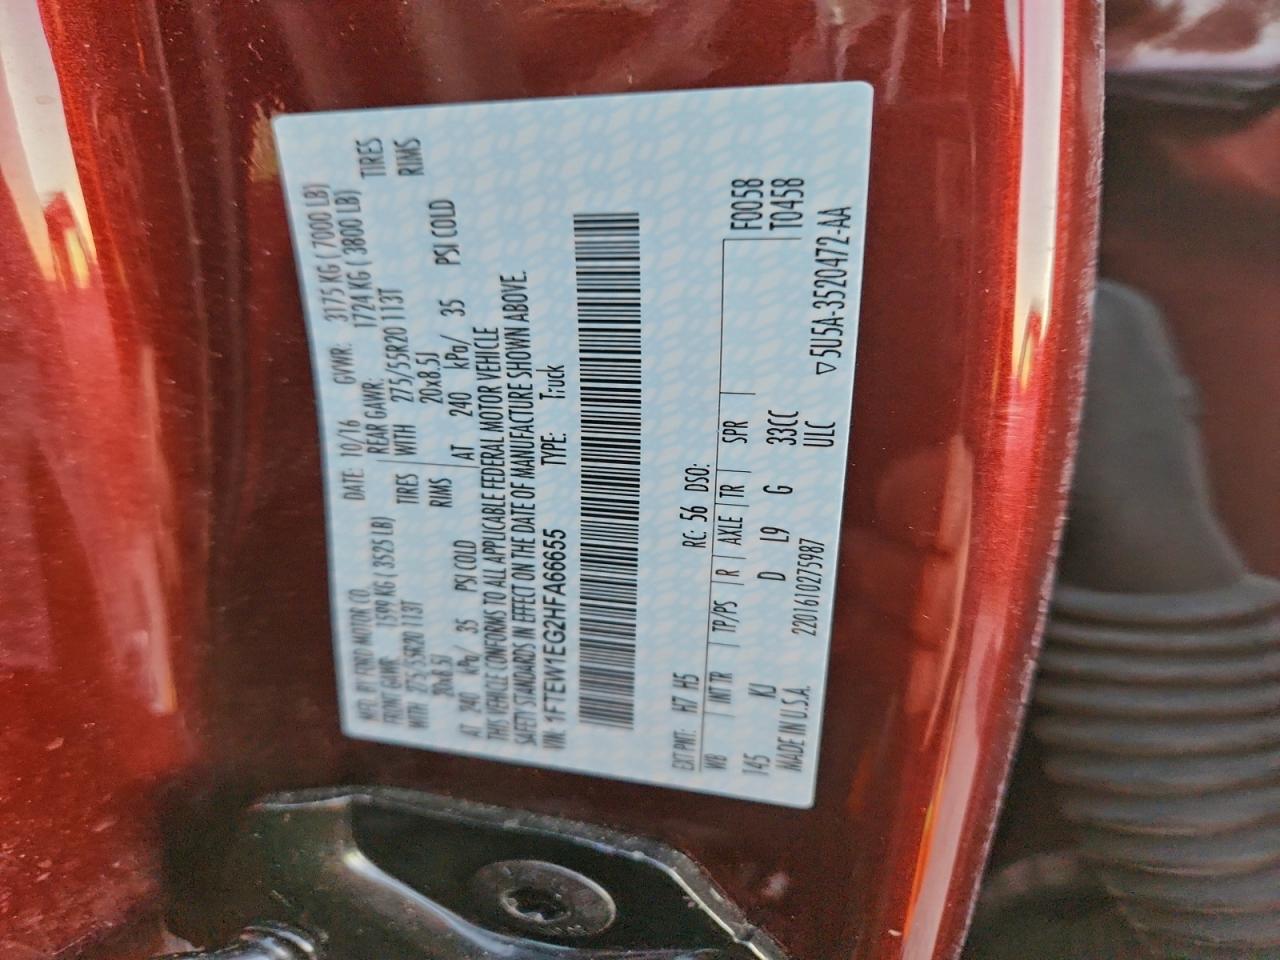 MFD. BY FORD MOTOR CO.
DATE: 10/16 GVWR: 3175 KG ( 7000 LB)
FRONT GAWR: 1599 KG ( 3525 LB) REAR GAWR: 1724 KG ( 3800 LB)
WITH 275/55R20 113T TIRES WITH 275/55R20 113T TIRES
20x8.5J RIMS 20x8.5J RIMS
AT 240 kPa/ 35 PSI COLD AT 240 kPa/ 35 PSI COLD
THIS VEHICLE CONFORMS TO ALL APPLICABLE FEDERAL MOTOR VEHICLE
SAFETY STANDARDS IN EFFECT ON THE DATE OF MANUFACTURE SHOWN ABOVE.
VIN: 1FTEW1EG2HFA66655 TYPE: Truck
EXT PNT: H7 H5 RC: 56 DSO: F0058
WB INT TR TP/PS R AXLE TR SPR T0458
145 KJ D L9 G 33CC
MADE IN U.S.A. 2201610275987 ULC
▽5U5A-3520472-AA